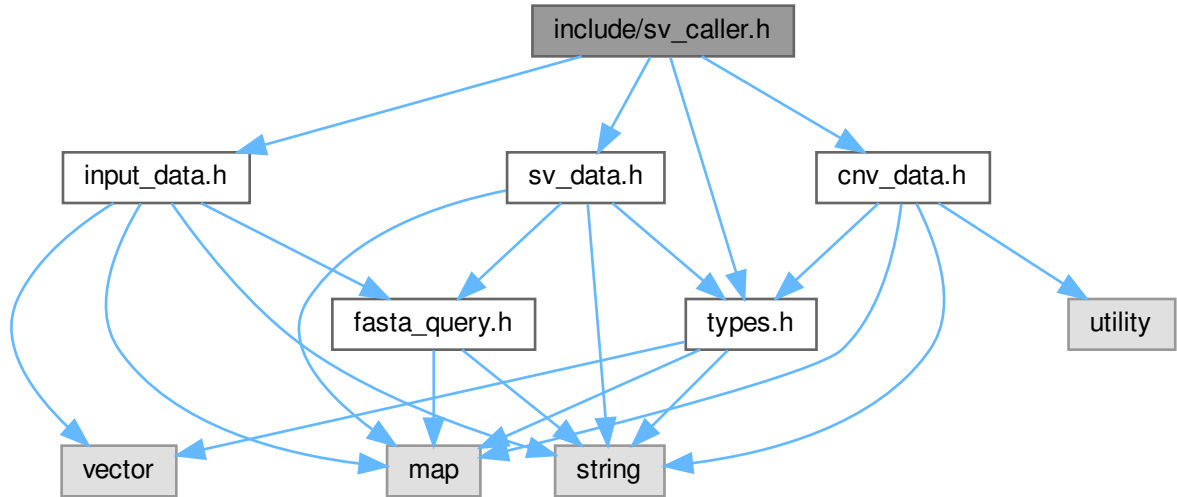 include/sv_caller.h
input_data.h
sv_data.h
cnv_data.h
fasta_query.h
types.h
utility
vector
map
string